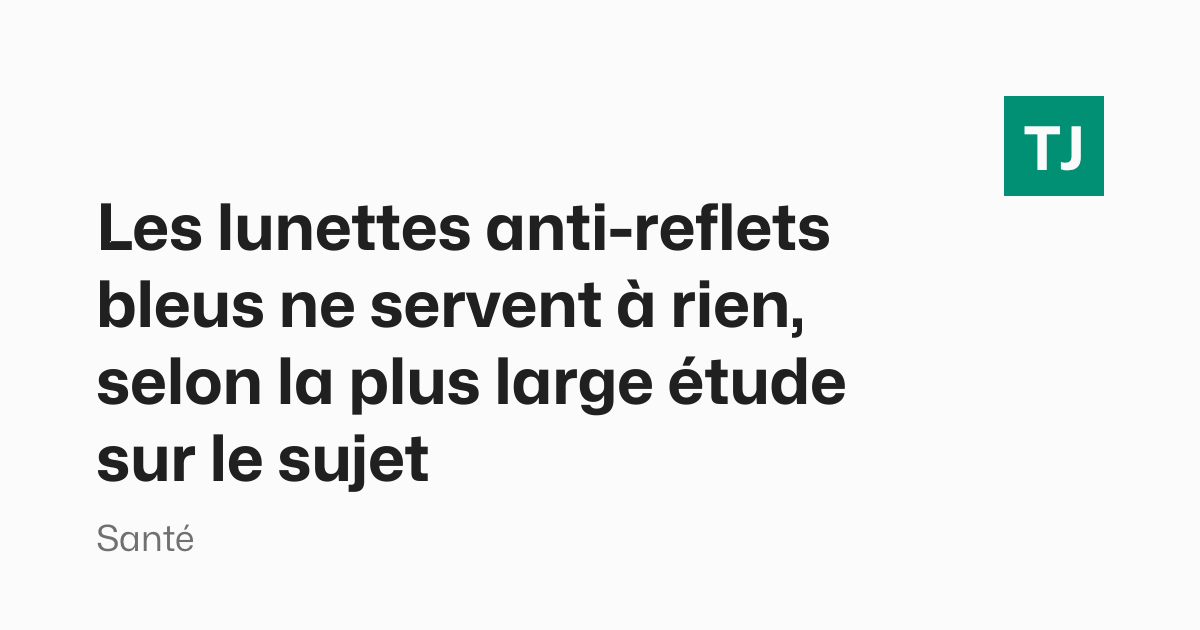 TJ
Les lunettes anti-reflets
bleus ne servent à rien,
selon la plus large étude
sur le sujet
Santé